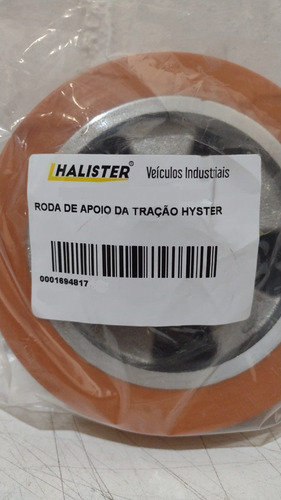 HALISTER® Veículos Industriais
RODA DE APOIO DA TRAÇÃO HYSTER
0001694817